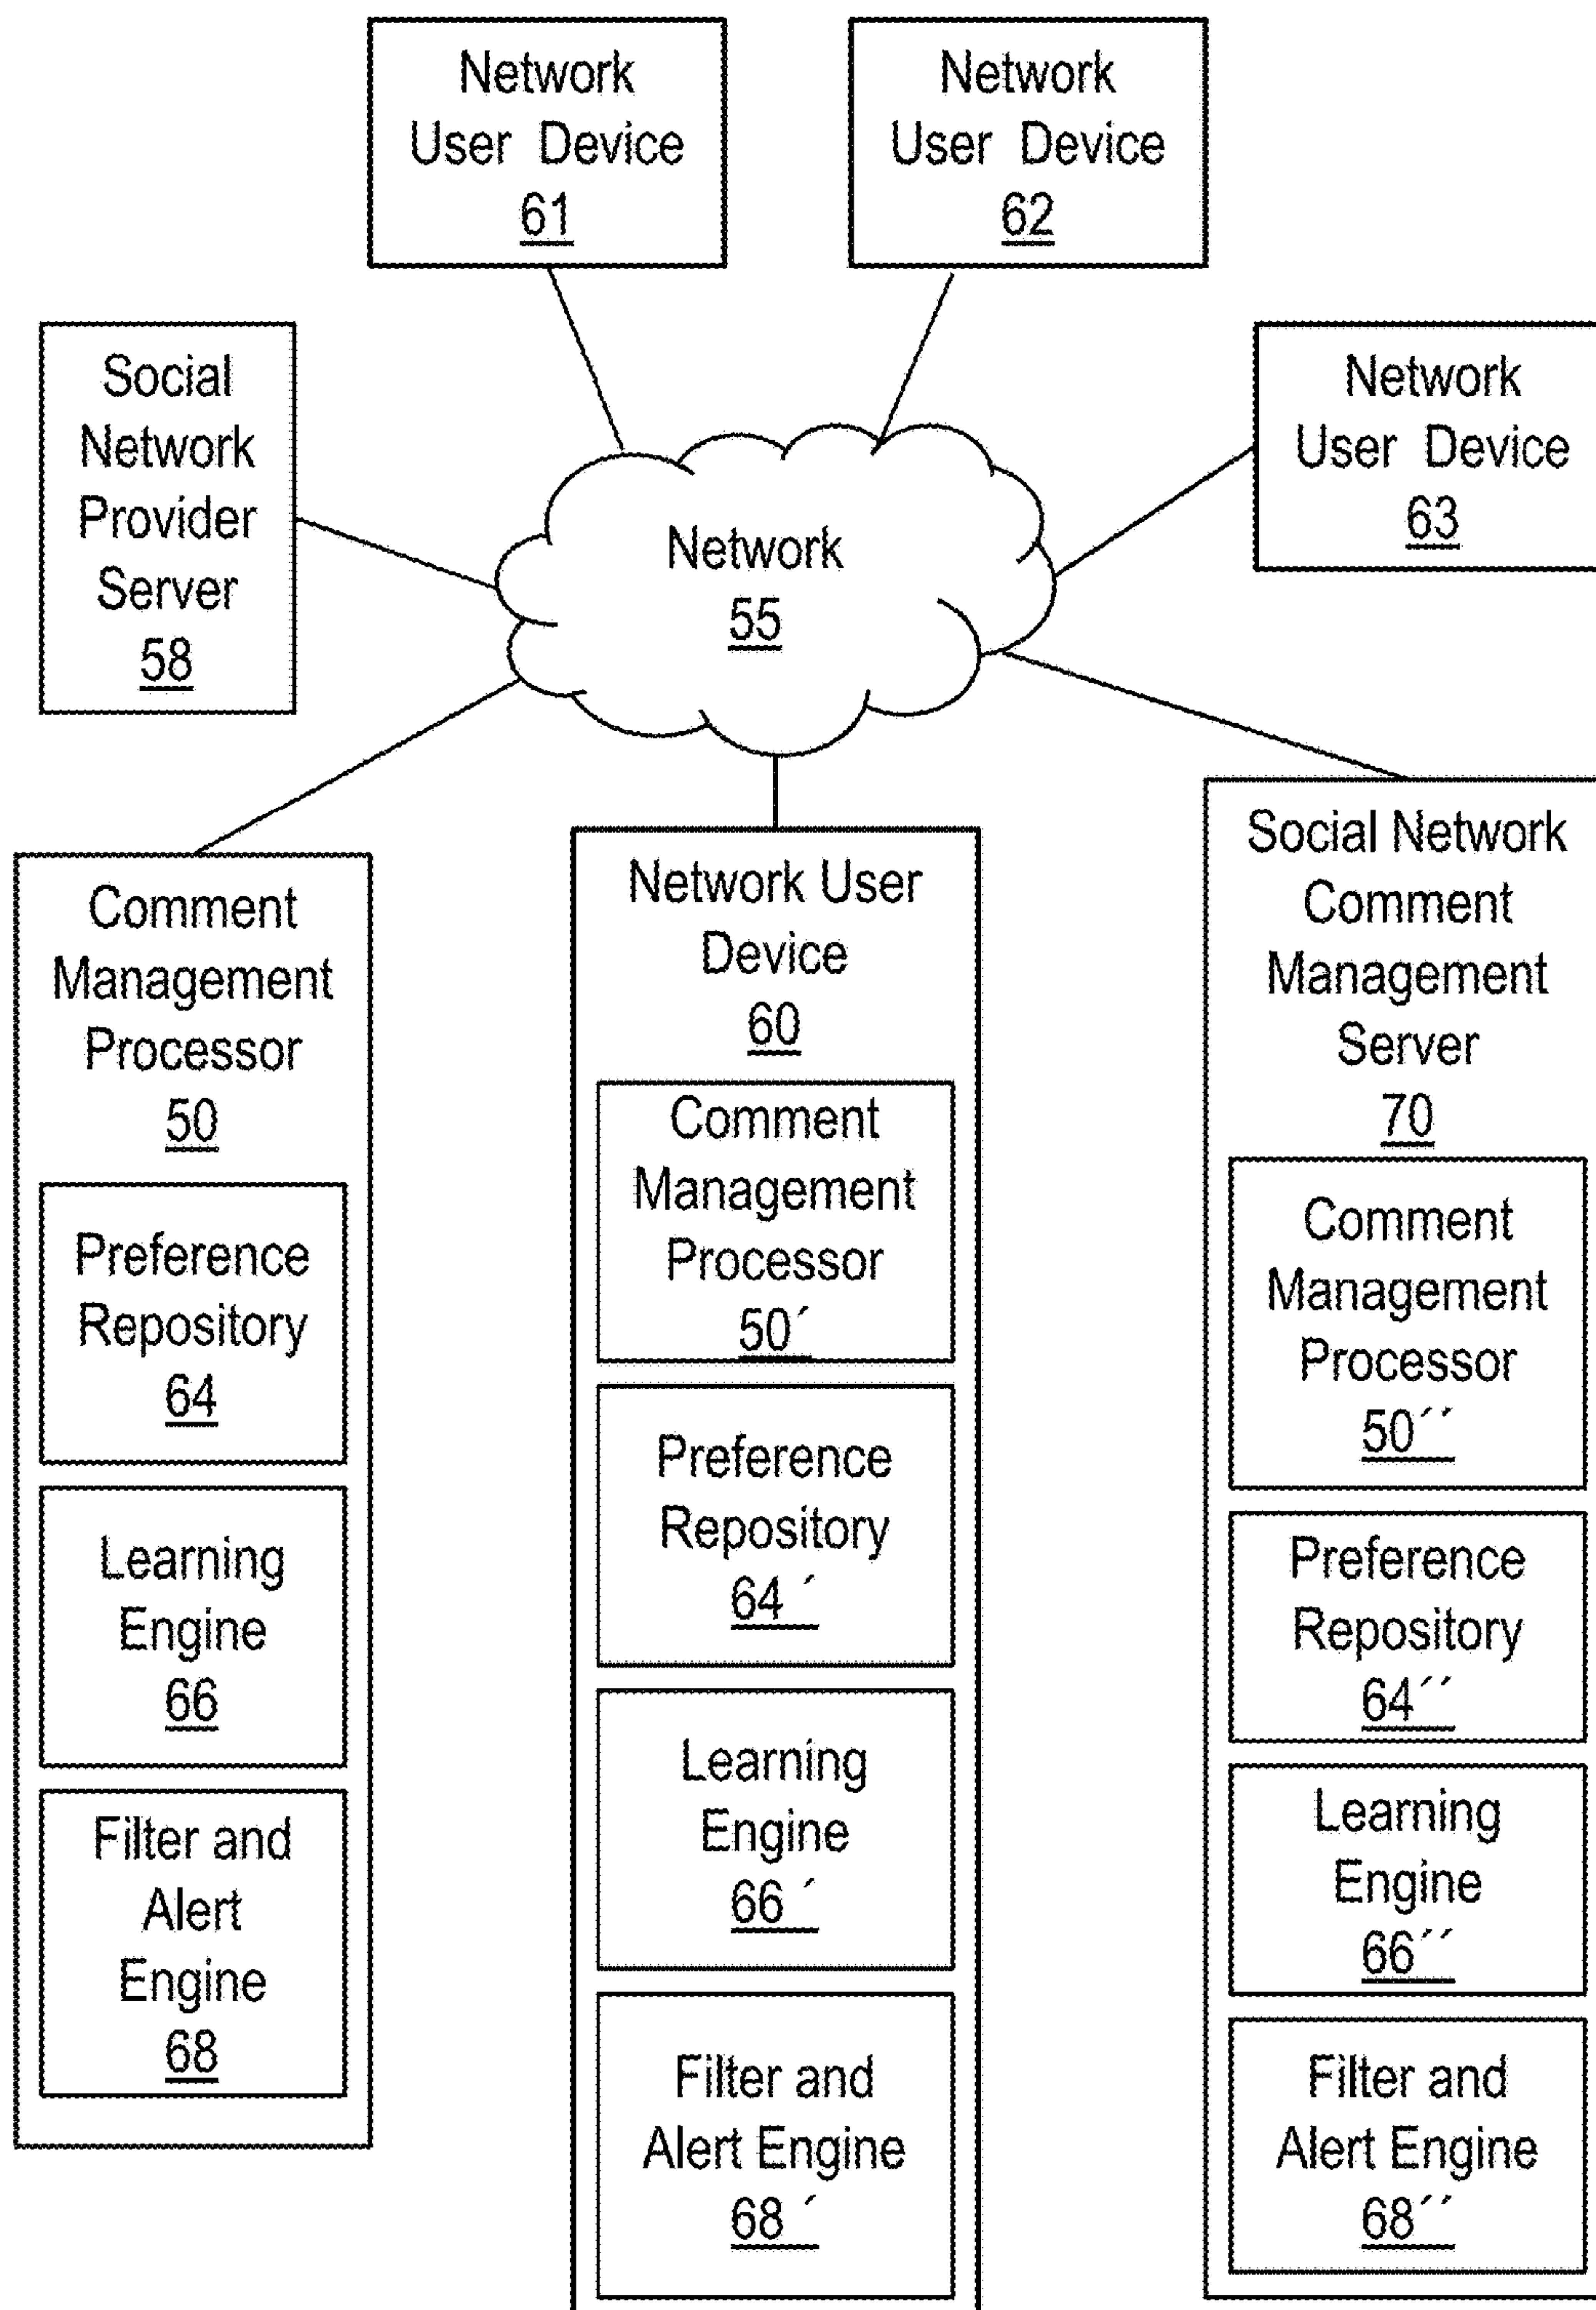 Network
User Device
61
Network
User Device
62
Social
Network
Provider
Server
58
Network
User Device
63
Network
55
Comment
Management
Processor
50
Preference
Repository
64
Learning
Engine
66
Filter and
Alert
Engine
68
Network User
Device
60
Comment
Management
Processor
50´
Preference
Repository
64 ´
Learning
Engine
66 ´
Filter and
Alert Engine
68 ´
Social Network
Comment
Management
Server
70
Comment
Management
Processor
50´´
Preference
Repository
64´´
Learning
Engine
66´´
Filter and
Alert Engine
68´´